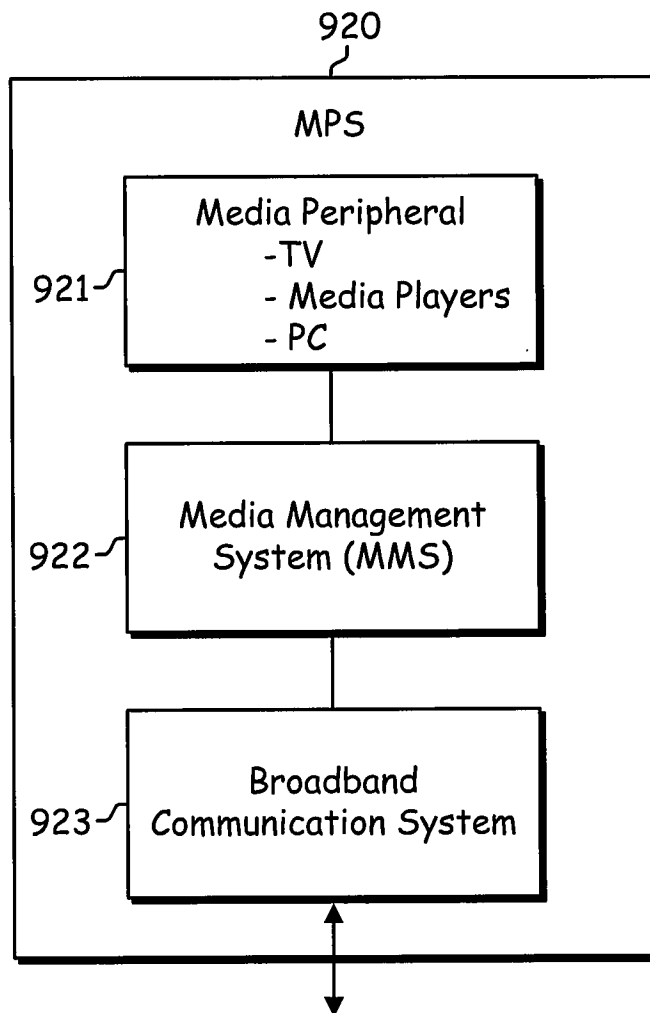 920
MPS
Media Peripheral
-TV
- Media Players
- PC
921
Media Management
System (MMS)
922
Broadband
Communication System
923